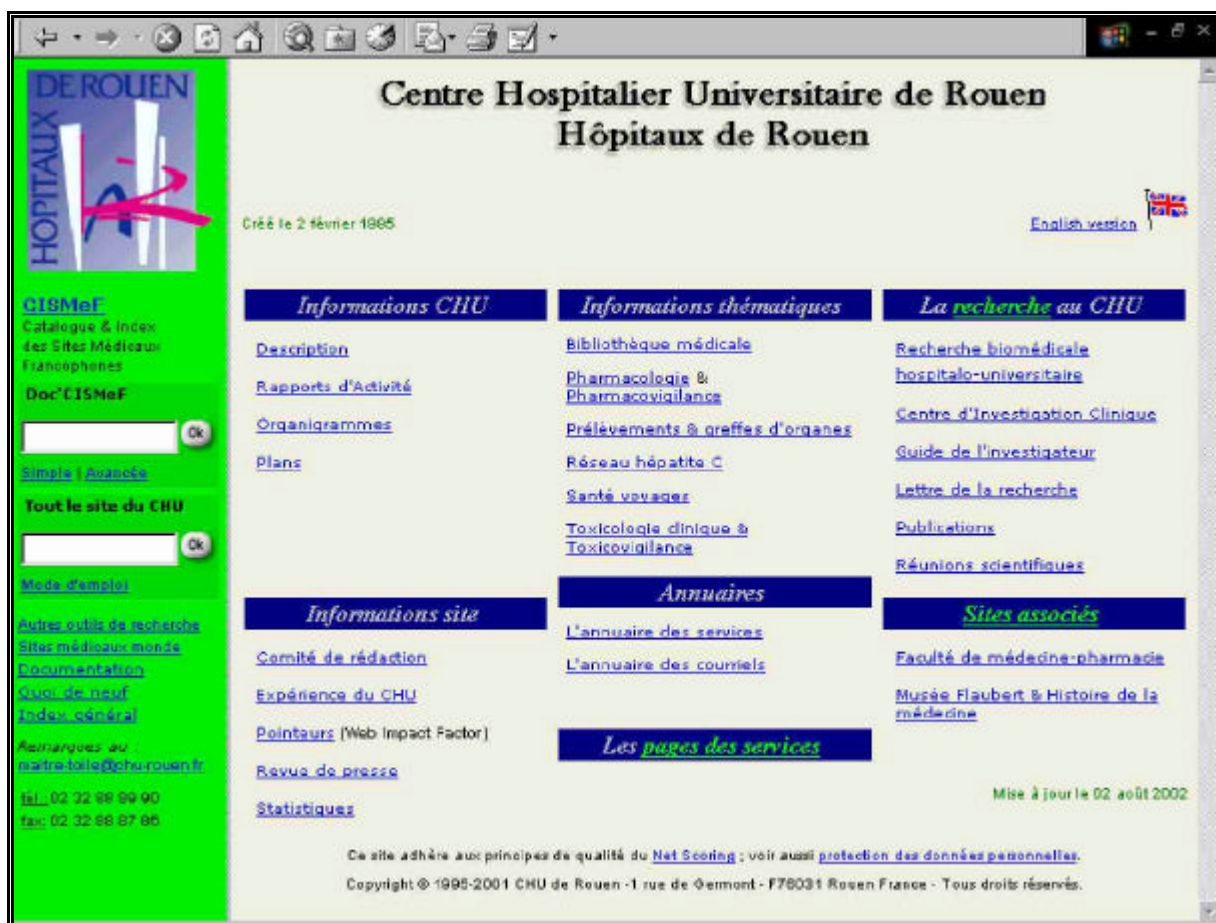 HOPITAUX DE ROUEN
Centre Hospitalier Universitaire de Rouen
Hôpitaux de Rouen
Créé le 2 février 1995
English version
CISMeF
Catalogue & Index
des Sites Médicaux
Francophones
Doc'CISMeF
Ok
Simple | Avancée
Tout le site du CHU
Ok
Mode d'emploi
Autres outils de recherche
Sites médicaux monde
Documentation
Quoi de neuf
Index général
Remarques au :
maitre-toile@chu-rouen.fr
tél.: 02 32 88 89 90
fax: 02 32 88 87 86
Informations CHU
Description
Rapports d'Activité
Organigrammes
Plans
Informations site
Comité de rédaction
Expérience du CHU
Pointeurs (Web Impact Factor)
Revue de presse
Statistiques
Informations thématiques
Bibliothèque médicale
Pharmacologie &
Pharmacovigilance
Prélèvements & greffes d'organes
Réseau hépatite C
Santé voyages
Toxicologie clinique &
Toxicovigilance
Annuaires
L'annuaire des services
L'annuaire des courriels
Les pages des services
La recherche au CHU
Recherche biomédicale
hospitalo-universitaire
Centre d'Investigation Clinique
Guide de l'investigateur
Lettre de la recherche
Publications
Réunions scientifiques
Sites associés
Faculté de médecine-pharmacie
Musée Flaubert & Histoire de la
médecine
Mise à jour le 02 août 2002
Ce site adhère aux principes de qualité du Net Scoring ; voir aussi protection des données personnelles.
Copyright © 1995-2001 CHU de Rouen -1 rue de Germont - F76031 Rouen France - Tous droits réservés.